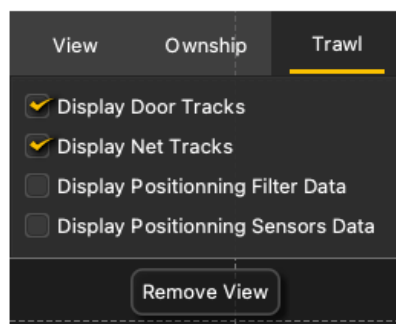 View Ownship Trawl
Display Door Tracks
Display Net Tracks
Display Positionning Filter Data
Display Positionning Sensors Data
Remove View